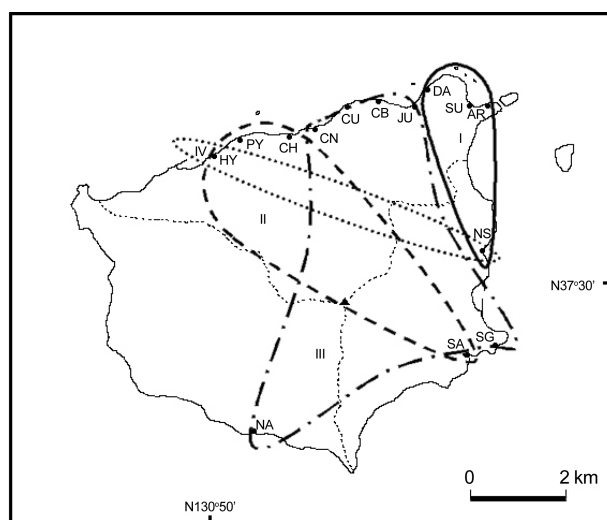 DA
SU
AR
CB
JU
CU
CN
CH
PY
IV
HY
I
II
NS
N37°30'
SG
SA
III
NA
0 2 km
N130°50'